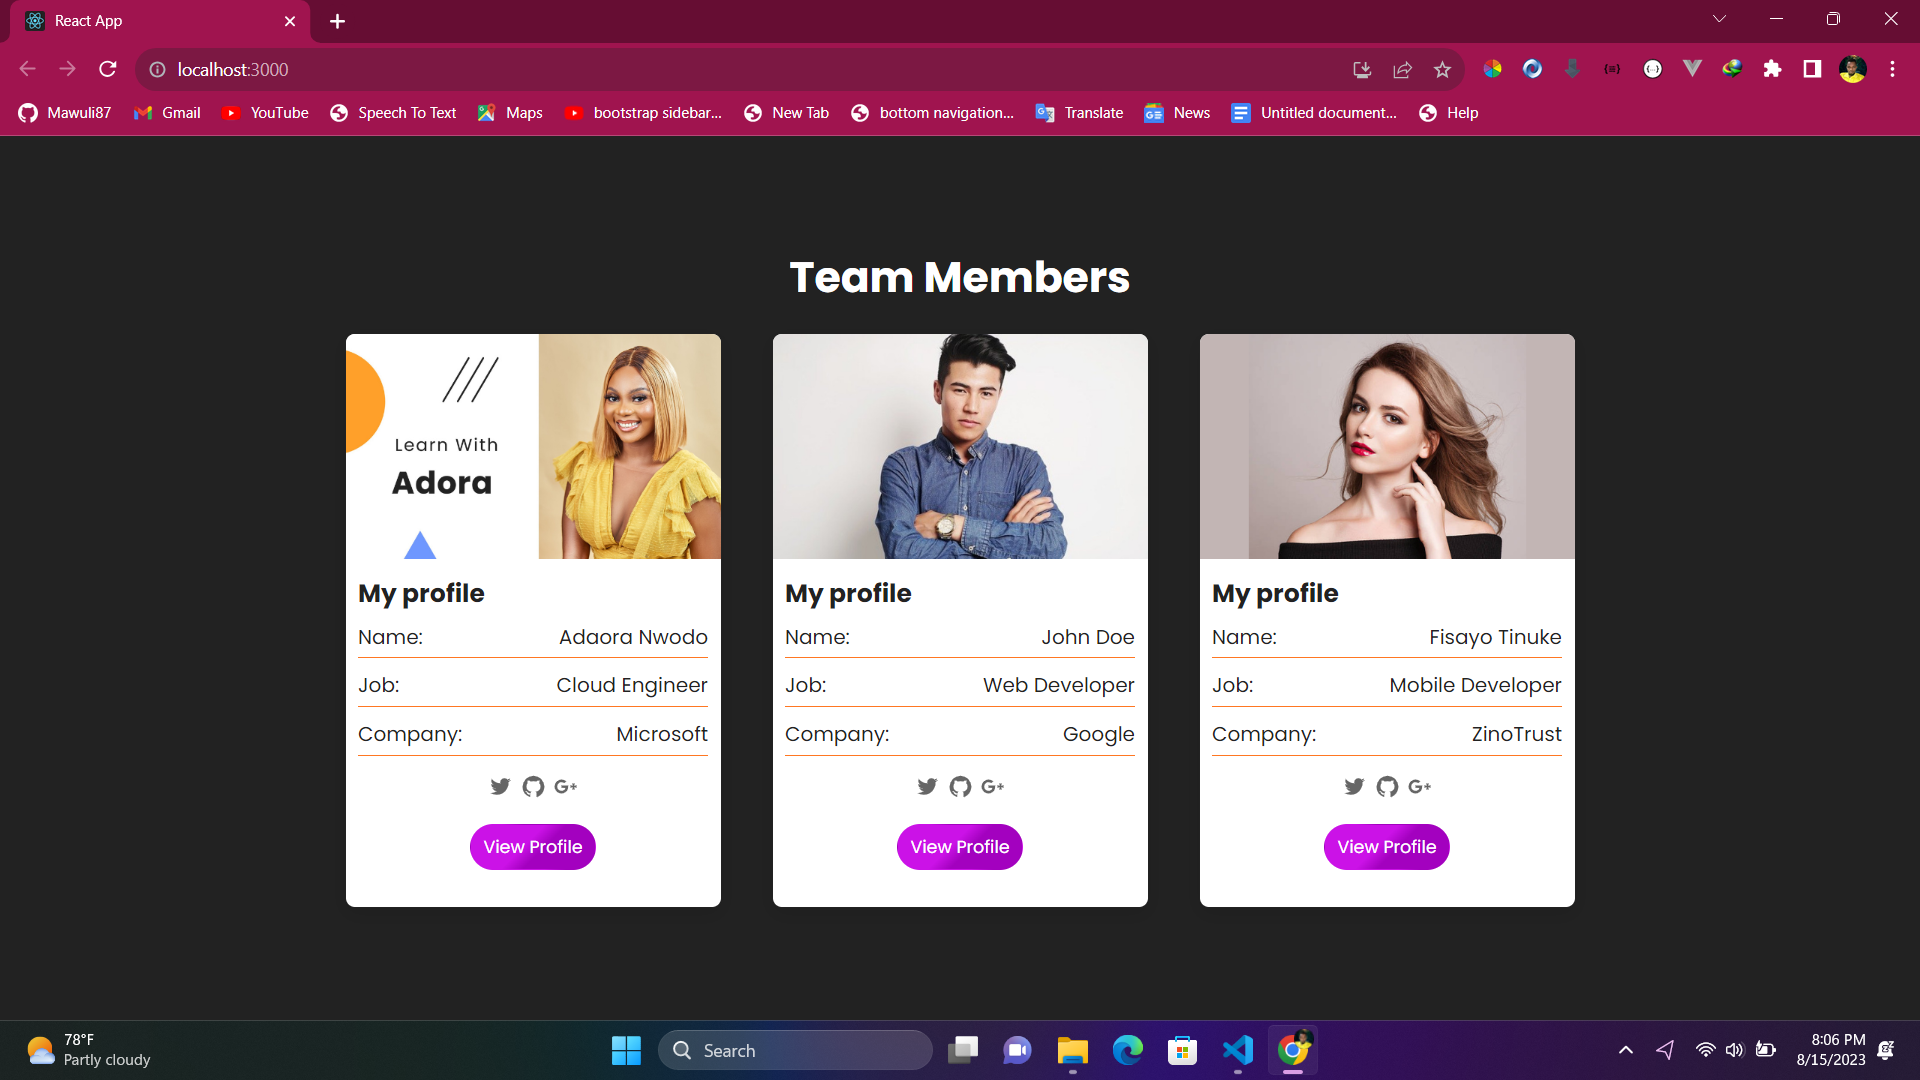 React App
localhost:3000
Mawuli87
Gmail
YouTube
Speech To Text
Maps
bootstrap sidebar...
New Tab
bottom navigation...
Translate
News
Untitled document...
Help
Team Members
Learn With
Adora
My profile
Name: Adaora Nwodo
Job: Cloud Engineer
Company: Microsoft
G+
View Profile
My profile
Name: John Doe
Job: Web Developer
Company: Google
G+
View Profile
My profile
Name: Fisayo Tinuke
Job: Mobile Developer
Company: ZinoTrust
G+
View Profile
78°F
Partly cloudy
Search
8:06 PM
8/15/2023